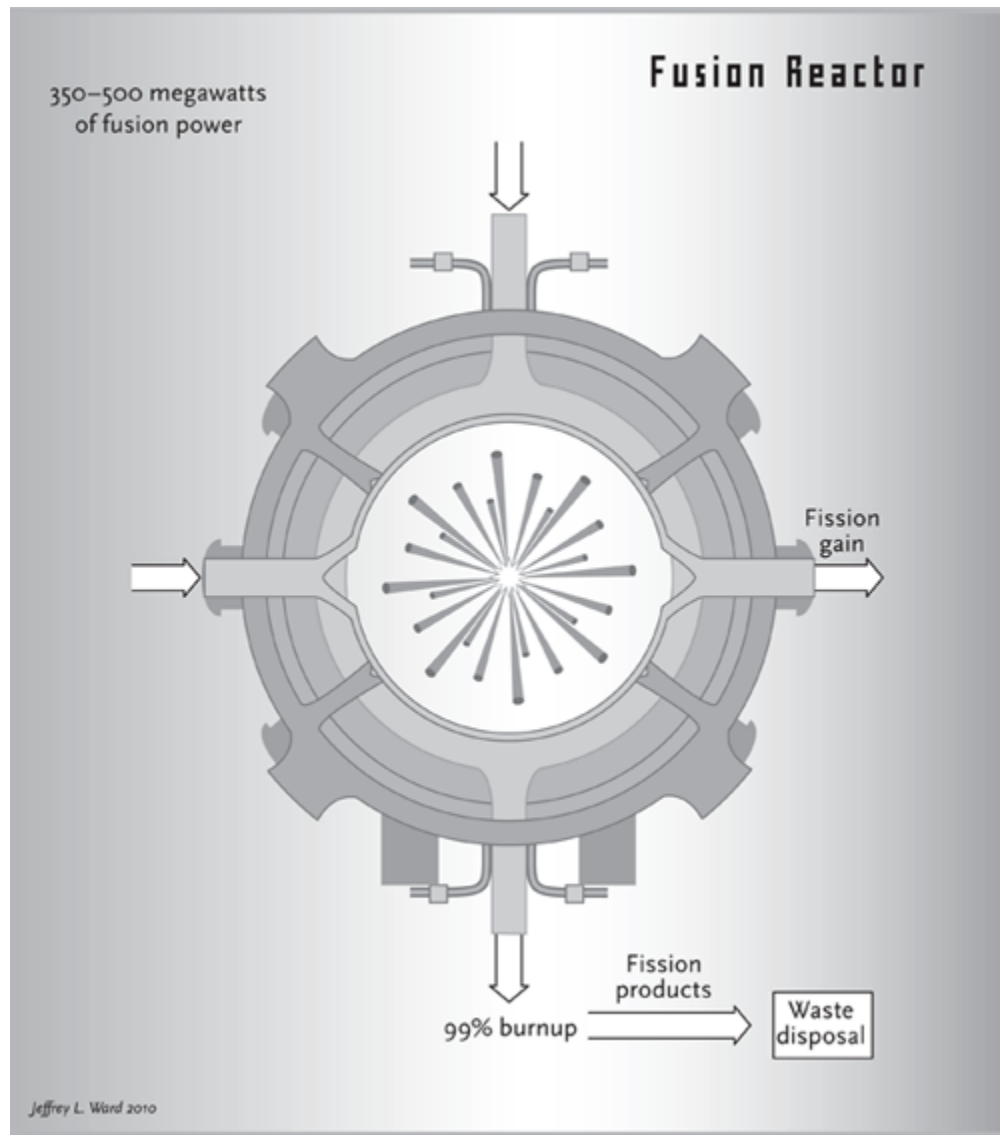 Fusion Reactor
350–500 megawatts
of fusion power
Fission
gain
Fission
products
99% burnup
Waste
disposal
Jeffrey L. Ward 2010